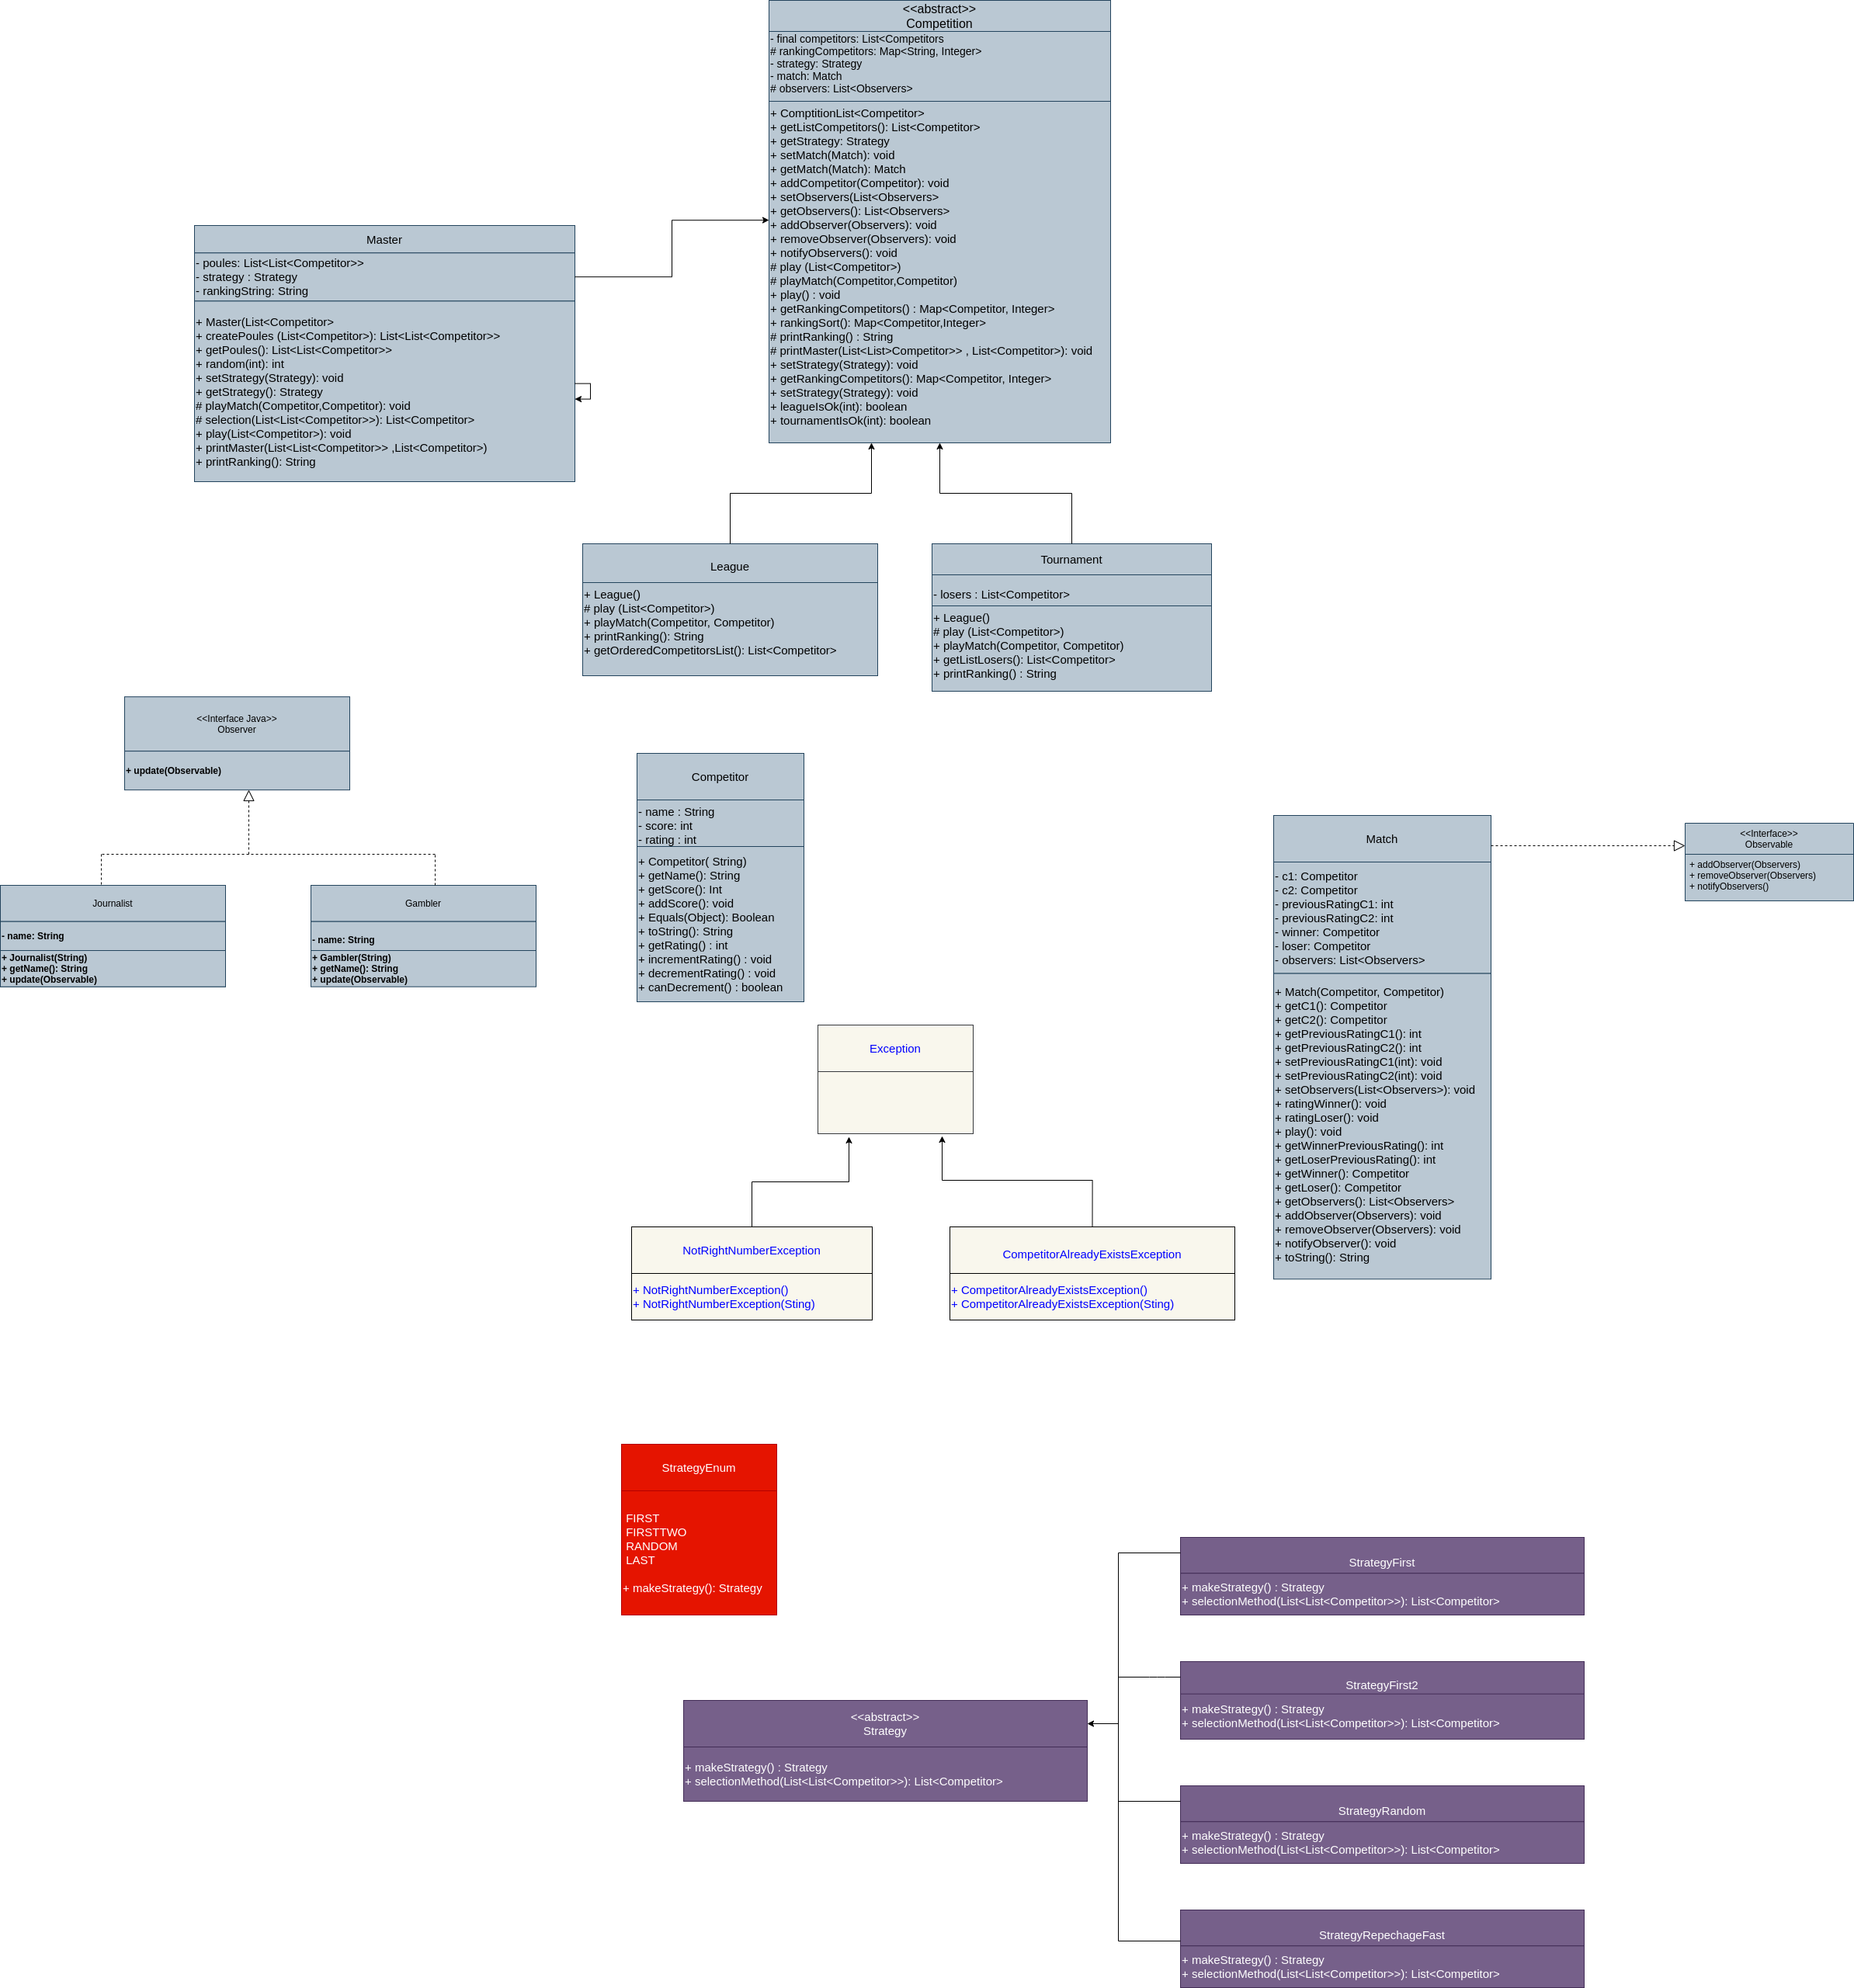 <<abstract>>
Competition
- final competitors: List<Competitors
# rankingCompetitors: Map<String, Integer>
- strategy: Strategy
- match: Match
# observers: List<Observers>
+ ComptitionList<Competitor>
+ getListCompetitors(): List<Competitor>
+ getStrategy: Strategy
+ setMatch(Match): void
+ getMatch(Match): Match
+ addCompetitor(Competitor): void
+ setObservers(List<Observers>
+ getObservers(): List<Observers>
+ addObserver(Observers): void
+ removeObserver(Observers): void
+ notifyObservers(): void
# play (List<Competitor>)
# playMatch(Competitor,Competitor)
+ play() : void
+ getRankingCompetitors() : Map<Competitor, Integer>
+ rankingSort(): Map<Competitor,Integer>
# printRanking() : String
# printMaster(List<List>Competitor>> , List<Competitor>): void
+ setStrategy(Strategy): void
+ getRankingCompetitors(): Map<Competitor, Integer>
+ setStrategy(Strategy): void
+ leagueIsOk(int): boolean
+ tournamentIsOk(int): boolean
Master
- poules: List<List<Competitor>>
- strategy : Strategy
- rankingString: String
+ Master(List<Competitor>
+ createPoules (List<Competitor>): List<List<Competitor>>
+ getPoules(): List<List<Competitor>>
+ random(int): int
+ setStrategy(Strategy): void
+ getStrategy(): Strategy
# playMatch(Competitor,Competitor): void
# selection(List<List<Competitor>>): List<Competitor>
+ play(List<Competitor>): void
+ printMaster(List<List<Competitor>> ,List<Competitor>)
+ printRanking(): String
League
+ League()
# play (List<Competitor>)
+ playMatch(Competitor, Competitor)
+ printRanking(): String
+ getOrderedCompetitorsList(): List<Competitor>
Tournament
- losers : List<Competitor>
+ League()
# play (List<Competitor>)
+ playMatch(Competitor, Competitor)
+ getListLosers(): List<Competitor>
+ printRanking() : String
<<Interface Java>>
Observer
+ update(Observable)
Journalist
- name: String
+ Journalist(String)
+ getName(): String
+ update(Observable)
Gambler
- name: String
+ Gambler(String)
+ getName(): String
+ update(Observable)
Competitor
- name : String
- score: int
- rating : int
+ Competitor( String)
+ getName(): String
+ getScore(): Int
+ addScore(): void
+ Equals(Object): Boolean
+ toString(): String
+ getRating() : int
+ incrementRating() : void
+ decrementRating() : void
+ canDecrement() : boolean
Match
- c1: Competitor
- c2: Competitor
- previousRatingC1: int
- previousRatingC2: int
- winner: Competitor
- loser: Competitor
- observers: List<Observers>
+ Match(Competitor, Competitor)
+ getC1(): Competitor
+ getC2(): Competitor
+ getPreviousRatingC1(): int
+ getPreviousRatingC2(): int
+ setPreviousRatingC1(int): void
+ setPreviousRatingC2(int): void
+ setObservers(List<Observers>): void
+ ratingWinner(): void
+ ratingLoser(): void
+ play(): void
+ getWinnerPreviousRating(): int
+ getLoserPreviousRating(): int
+ getWinner(): Competitor
+ getLoser(): Competitor
+ getObservers(): List<Observers>
+ addObserver(Observers): void
+ removeObserver(Observers): void
+ notifyObserver(): void
+ toString(): String
<<Interface>>
Observable
+ addObserver(Observers)
+ removeObserver(Observers)
+ notifyObservers()
Exception
NotRightNumberException
+ NotRightNumberException()
+ NotRightNumberException(Sting)
CompetitorAlreadyExistsException
+ CompetitorAlreadyExistsException()
+ CompetitorAlreadyExistsException(Sting)
StrategyEnum
FIRST
FIRSTTWO
RANDOM
LAST
+ makeStrategy(): Strategy
<<abstract>>
Strategy
+ makeStrategy() : Strategy
+ selectionMethod(List<List<Competitor>>): List<Competitor>
StrategyFirst
+ makeStrategy() : Strategy
+ selectionMethod(List<List<Competitor>>): List<Competitor>
StrategyFirst2
+ makeStrategy() : Strategy
+ selectionMethod(List<List<Competitor>>): List<Competitor>
StrategyRandom
+ makeStrategy() : Strategy
+ selectionMethod(List<List<Competitor>>): List<Competitor>
StrategyRepechageFast
+ makeStrategy() : Strategy
+ selectionMethod(List<List<Competitor>>): List<Competitor>